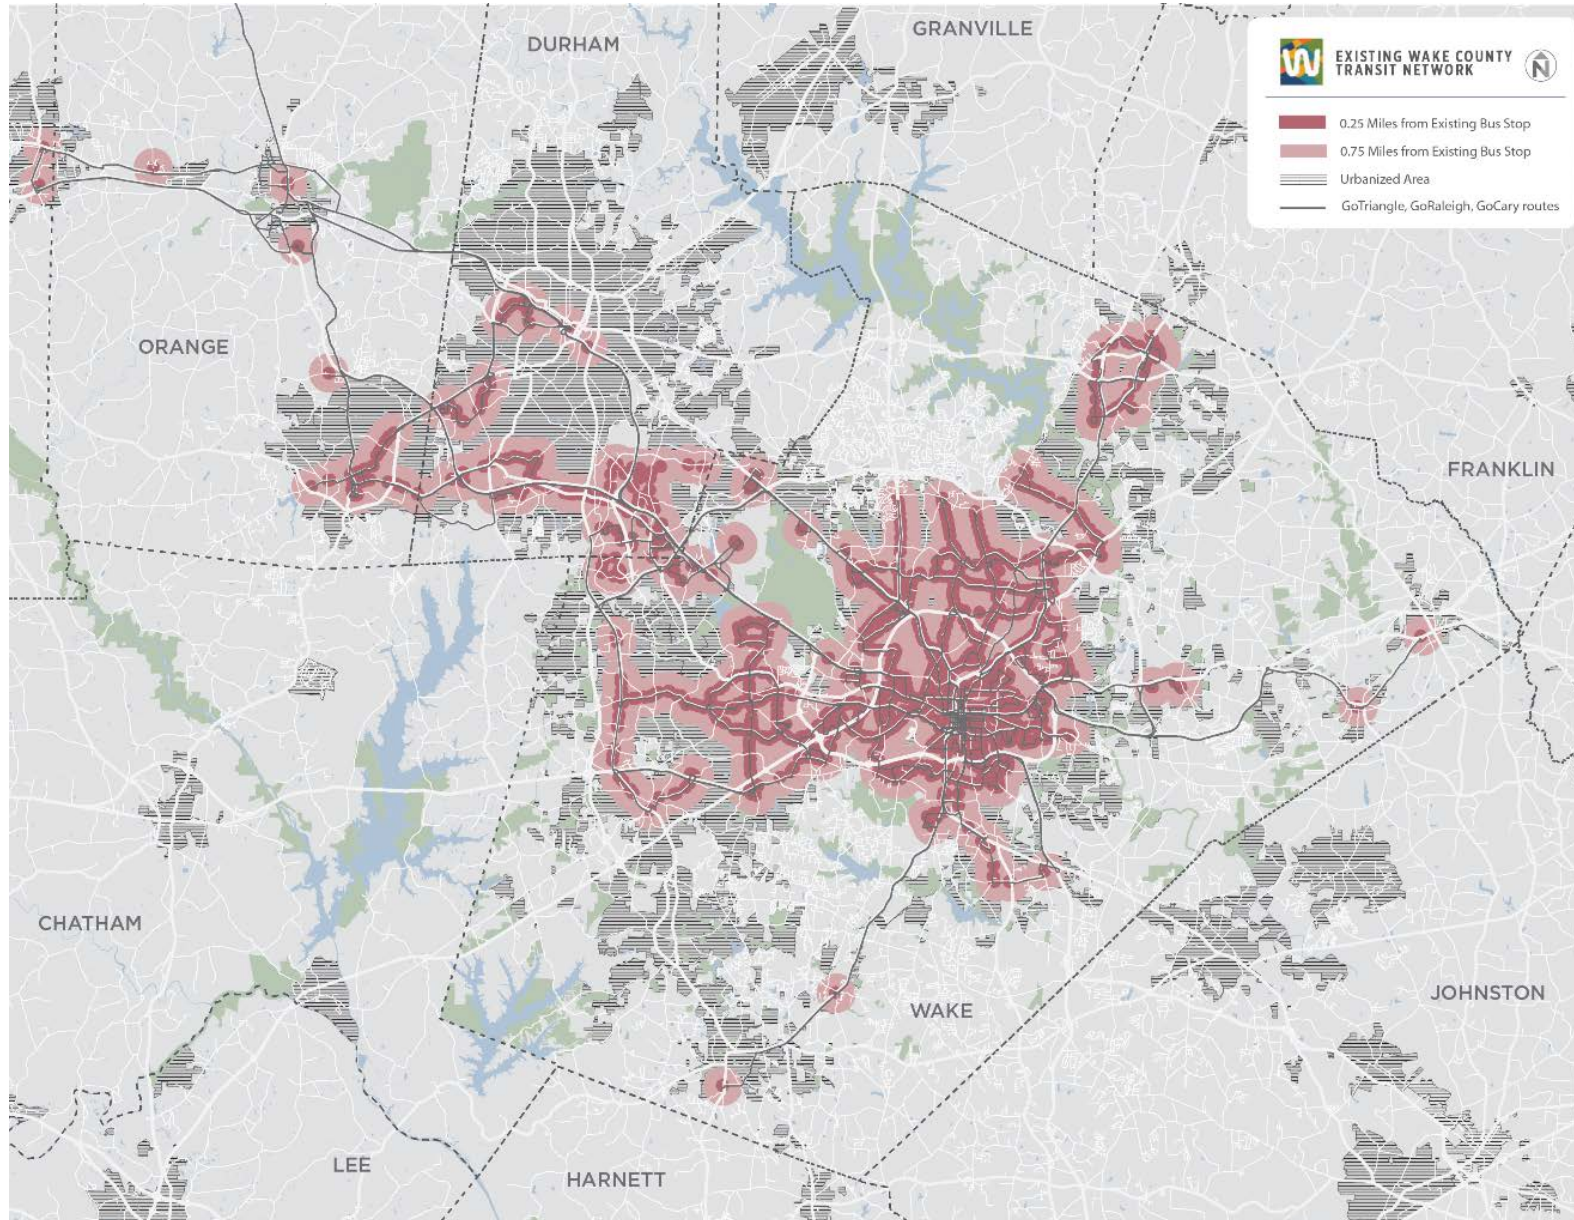 DURHAM
GRANVILLE
EXISTING WAKE COUNTY
TRANSIT NETWORK
N
0.25 Miles from Existing Bus Stop
0.75 Miles from Existing Bus Stop
Urbanized Area
GoTriangle, GoRaleigh, GoCary routes
ORANGE
FRANKLIN
CHATHAM
JOHNSTON
WAKE
LEE
HARNETT